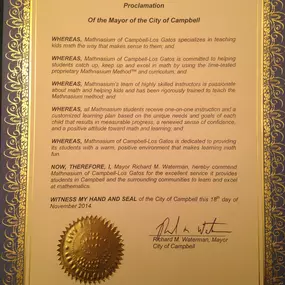 Proclamation
Of the Mayor of the City of Campbell
WHEREAS, Mathnasium of Campbell-Los Gatos specializes in teaching
kids math the way that makes sense to them; and
WHEREAS, Mathnasium of Campbell-Los Gatos is committed to helping
students catch up, keep up and excel in math by using the time-tested
proprietary Mathnasium Method™ and curriculum; and
WHEREAS, Mathnasium's team of highly skilled instructors is passionate
about math and helping kids and has been rigorously trained to teach the
Mathnasium method; and
WHEREAS, all Mathnasium students receive one-on-one instruction and a
customized learning plan based on the unique needs and goals of each
child that results in measurable progress, a renewed sense of confidence,
and a positive attitude toward math and learning; and
WHEREAS, Mathnasium of Campbell-Los Gatos is dedicated to providing
its students with a warm, positive environment that makes learning math
fun
NOW, THEREFORE, I, Mayor Richard M. Waterman, hereby commend
Mathnasium of Campbell-Los Gatos for the excellent service it provides
students in Campbell and the surrounding communities to learn and excel
at mathematics.
WITNESS MY HAND AND SEAL of the City of Campbell this 18th day of
November 2014.
Richard M. Waterman, Mayor
City of Campbell